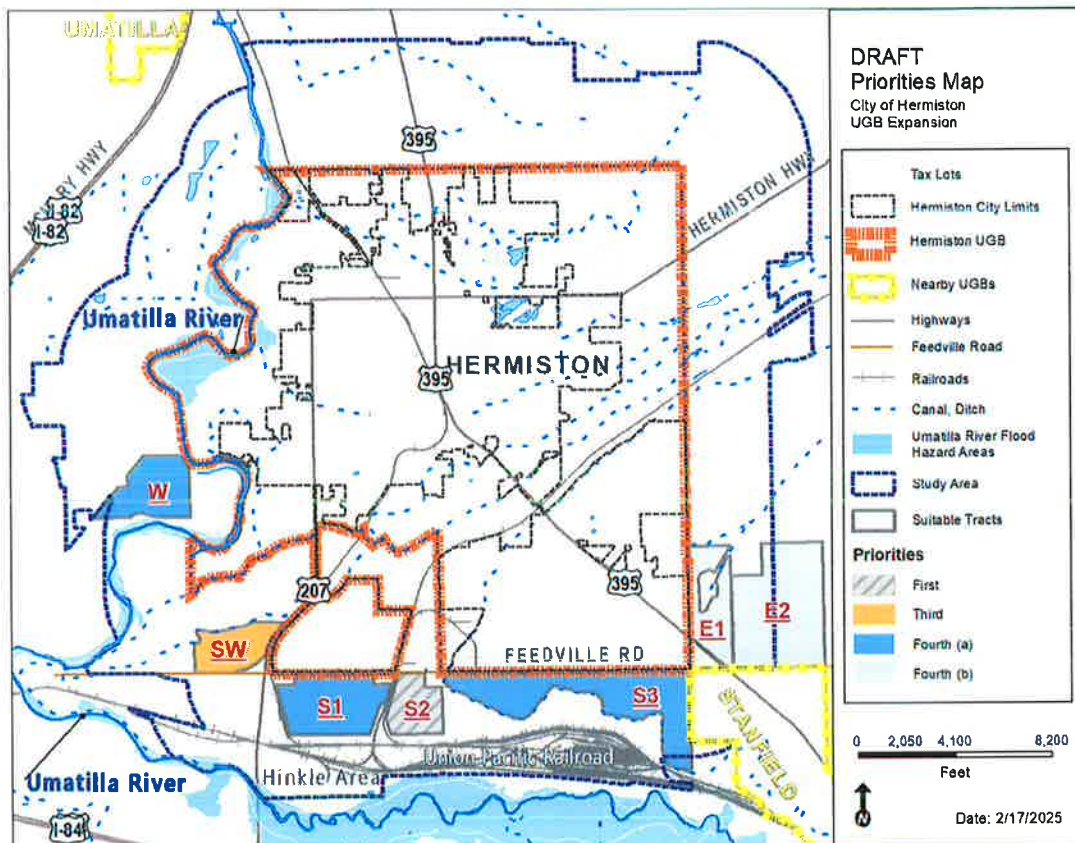 UMATILLA
395
McNARY HWY
I-82
I-82
HERMISTON HWY
Umatilla River
HERMISTON
395
W
207
395
E1
E2
SW
FEEDVILLE RD
S1
S2
S3
STANFIELD
Union Pacific Railroad
Hinkle Area
Umatilla River
I-84
DRAFT
Priorities Map
City of Hermiston
UGB Expansion
Tax Lots
Hermiston City Limits
Hermiston UGB
Nearby UGBs
Highways
Feedville Road
Railroads
Canal, Ditch
Umatilla River Flood
Hazard Areas
Study Area
Suitable Tracts
Priorities
First
Third
Fourth (a)
Fourth (b)
0 2,050 4,100 8,200
Feet
N
Date: 2/17/2025